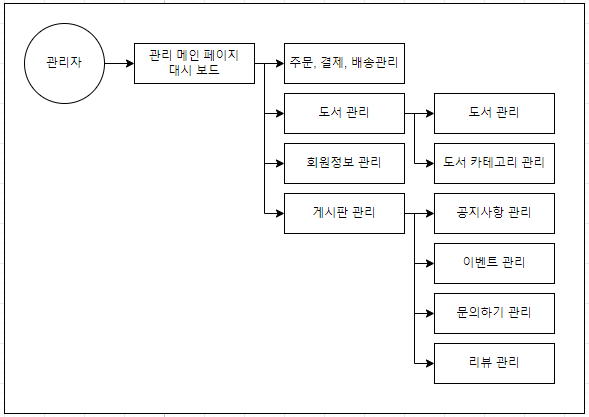 관리자
관리 메인 페이지
대시 보드
주문, 결제, 배송관리
도서 관리
도서 관리
회원정보 관리
도서 카테고리 관리
게시판 관리
공지사항 관리
이벤트 관리
문의하기 관리
리뷰 관리